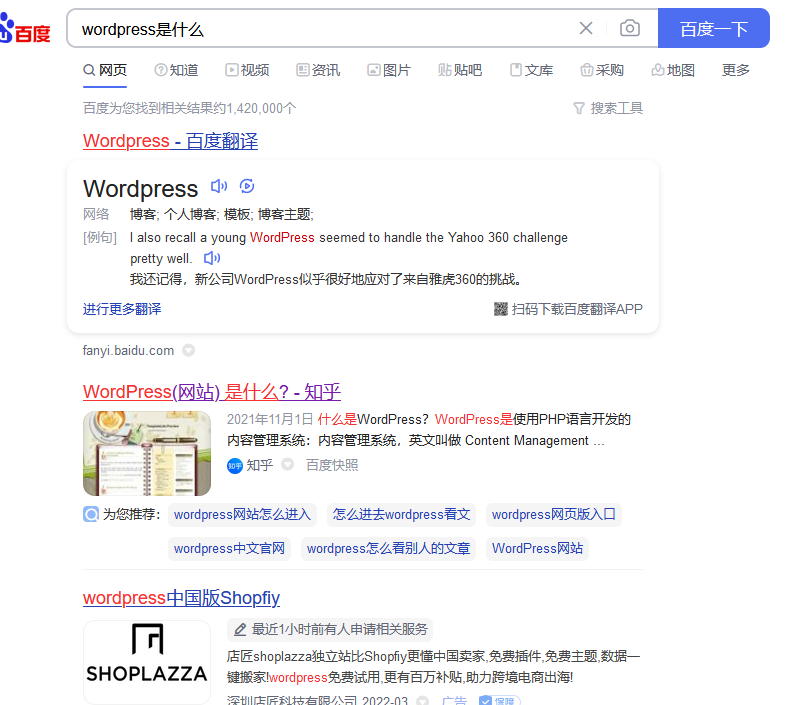 百度
wordpress是什么
百度一下
网页 知道 视频 资讯 图片 贴吧 文库 采购 地图 更多
百度为您找到相关结果约1,420,000个 搜索工具
Wordpress - 百度翻译
Wordpress
网络 博客; 个人博客; 模板; 博客主题;
[例句] I also recall a young WordPress seemed to handle the Yahoo 360 challenge
pretty well.
我还记得，新公司WordPress似乎很好地应对了来自雅虎360的挑战。
进行更多翻译 扫码下载百度翻译APP
fanyi.baidu.com
WordPress(网站) 是什么? - 知乎
2021年11月1日 什么是WordPress？WordPress是使用PHP语言开发的
内容管理系统：内容管理系统，英文叫做 Content Management ...
知乎 知乎 百度快照
为您推荐： wordpress网站怎么进入 怎么进去wordpress看文 wordpress网页版入口
wordpress中文官网 wordpress怎么看别人的文章 WordPress网站
wordpress中国版Shopfiy
SHOPLAZZA
最近1小时前有人申请相关服务
店匠shoplazza独立站比Shopfiy更懂中国卖家,免费插件,免费主题,数据一
键搬家!wordpress免费试用,更有百万补贴,助力跨境电商出海!
深圳店匠科技有限公司 2022-03 广告 保障